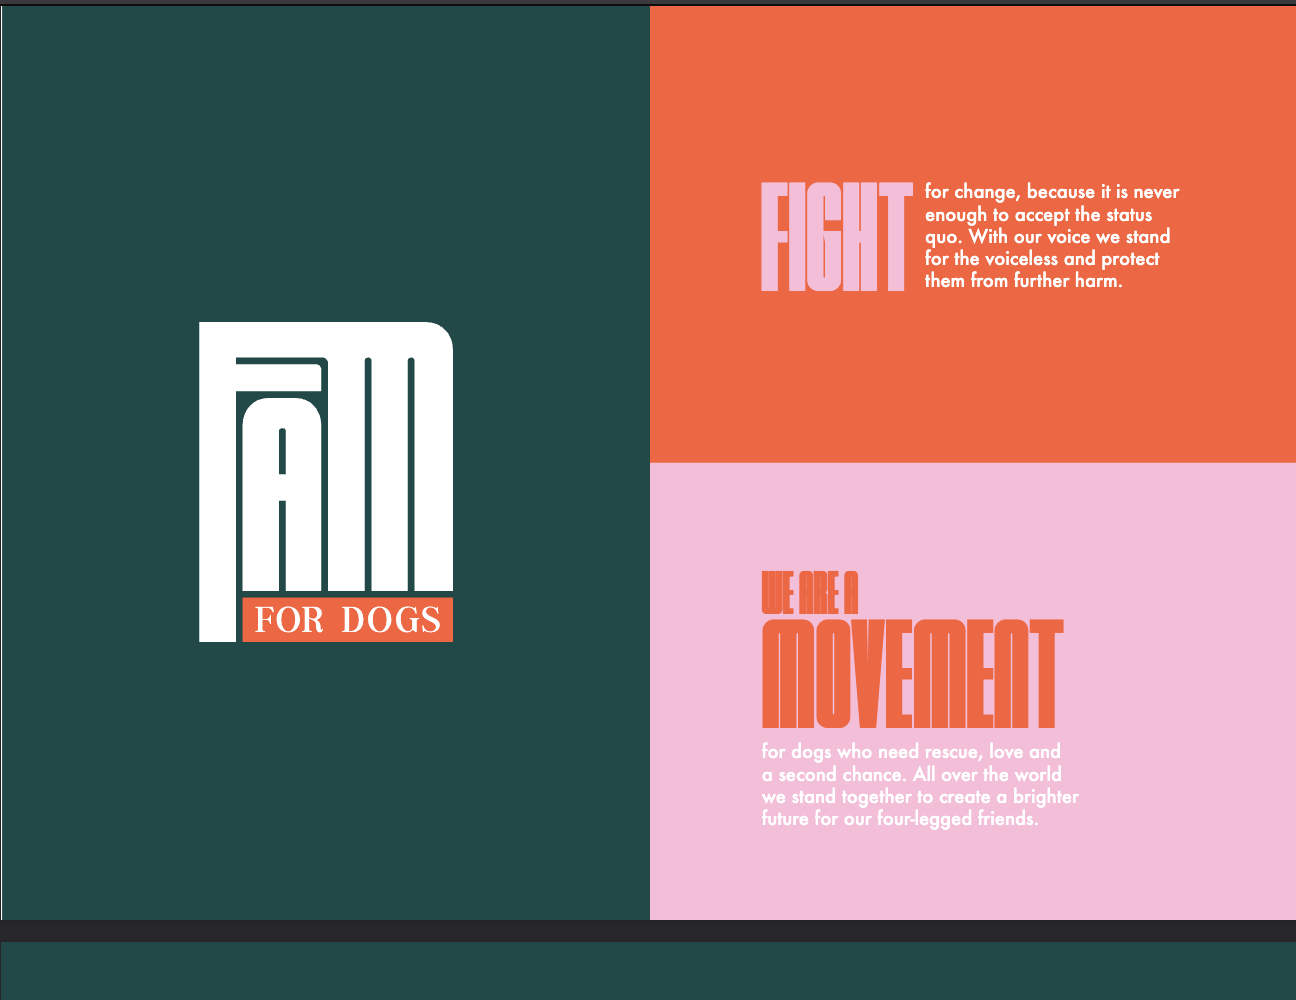 FAM
FOR DOGS
FIGHT
for change, because it is never
enough to accept the status
quo. With our voice we stand
for the voiceless and protect
them from further harm.
WE ARE A
MOVEMENT
for dogs who need rescue, love and
a second chance. All over the world
we stand together to create a brighter
future for our four-legged friends.